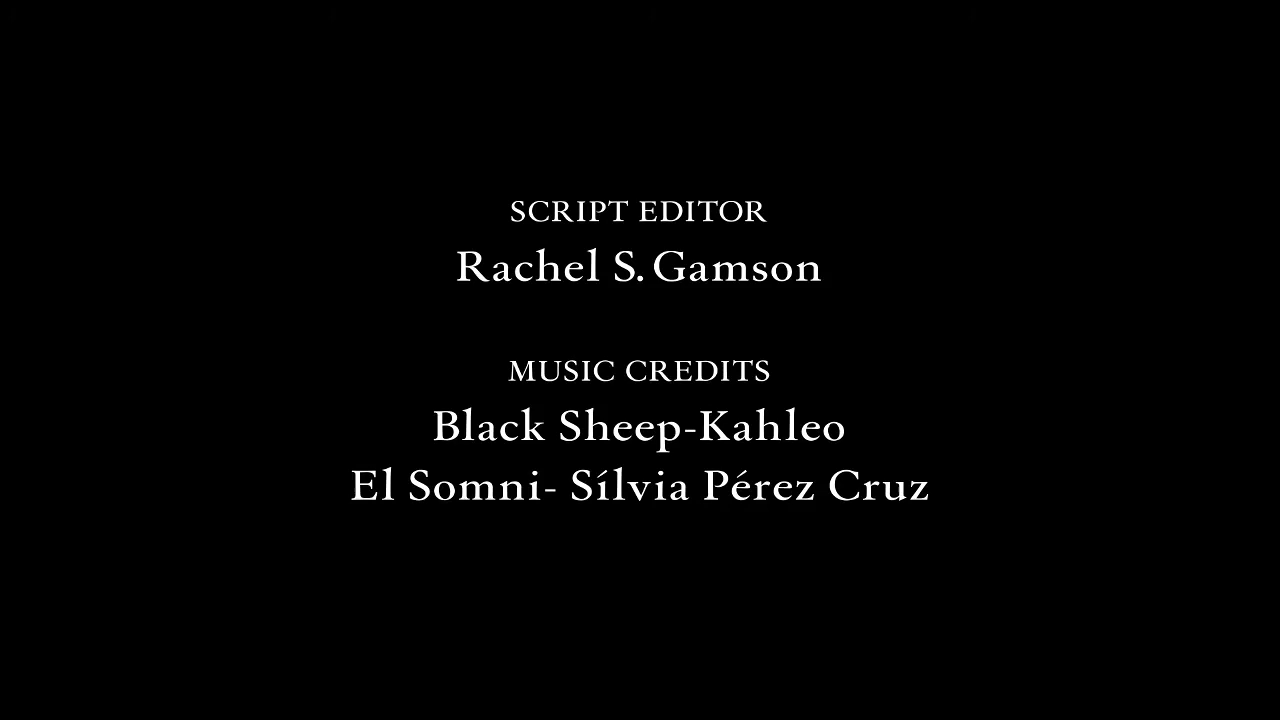 SCRIPT EDITOR
Rachel S. Gamson
MUSIC CREDITS
Black Sheep-Kahleo
El Somni- Sílvia Pérez Cruz